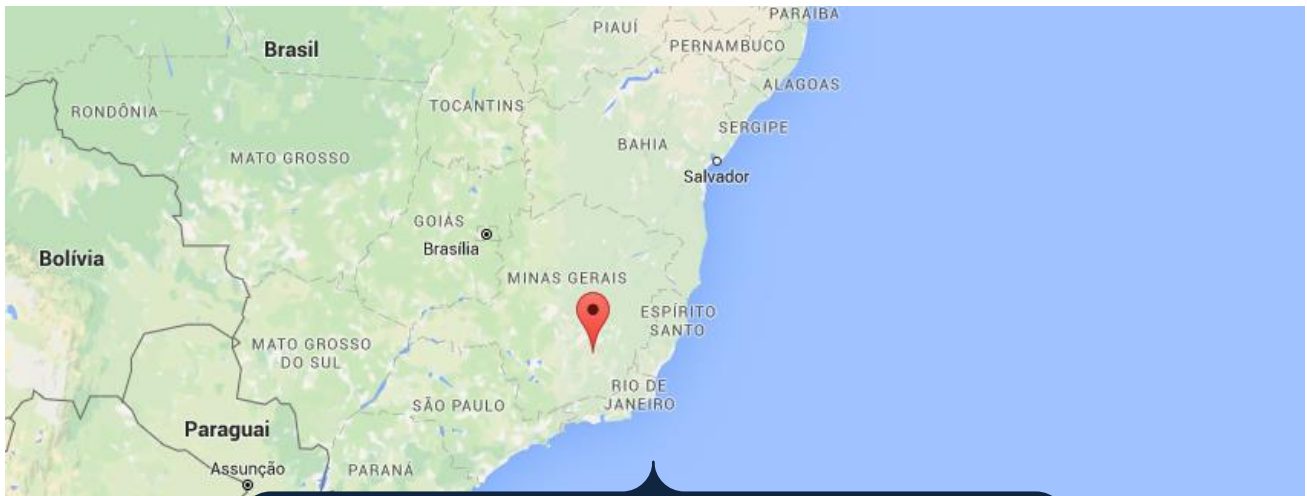 PARAÍBA
PIAUÍ
Brasil
PERNAMBUCO
ALAGOAS
TOCANTINS
RONDÔNIA
SERGIPE
BAHIA
MATO GROSSO
Salvador
GOIÁS
Brasília
Bolívia
MINAS GERAIS
ESPÍRITO
SANTO
MATO GROSSO
DO SUL
RIO DE
JANEIRO
SÃO PAULO
Paraguai
Assunção
PARANÁ